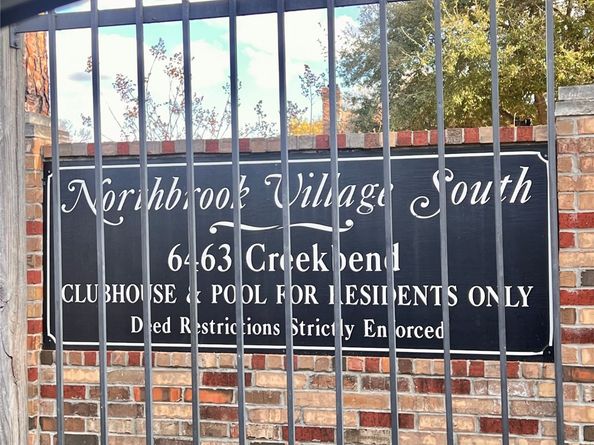 Northbrook Village South
6463 Creekbend
CLUBHOUSE & POOL FOR RESIDENTS ONLY
Deed Restrictions Strictly Enforced